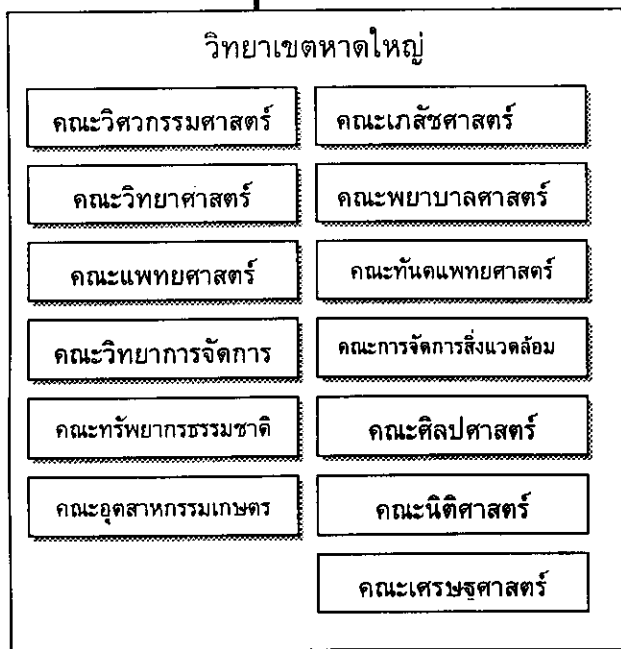 วิทยาเขตหาดใหญ่
คณะวิศวกรรมศาสตร์
คณะเภสัชศาสตร์
คณะวิทยาศาสตร์
คณะพยาบาลศาสตร์
คณะแพทยศาสตร์
คณะทันตแพทยศาสตร์
คณะวิทยาการจัดการ
คณะการจัดการสิ่งแวดล้อม
คณะทรัพยากรธรรมชาติ
คณะศิลปศาสตร์
คณะอุตสาหกรรมเกษตร
คณะนิติศาสตร์
คณะเศรษฐศาสตร์